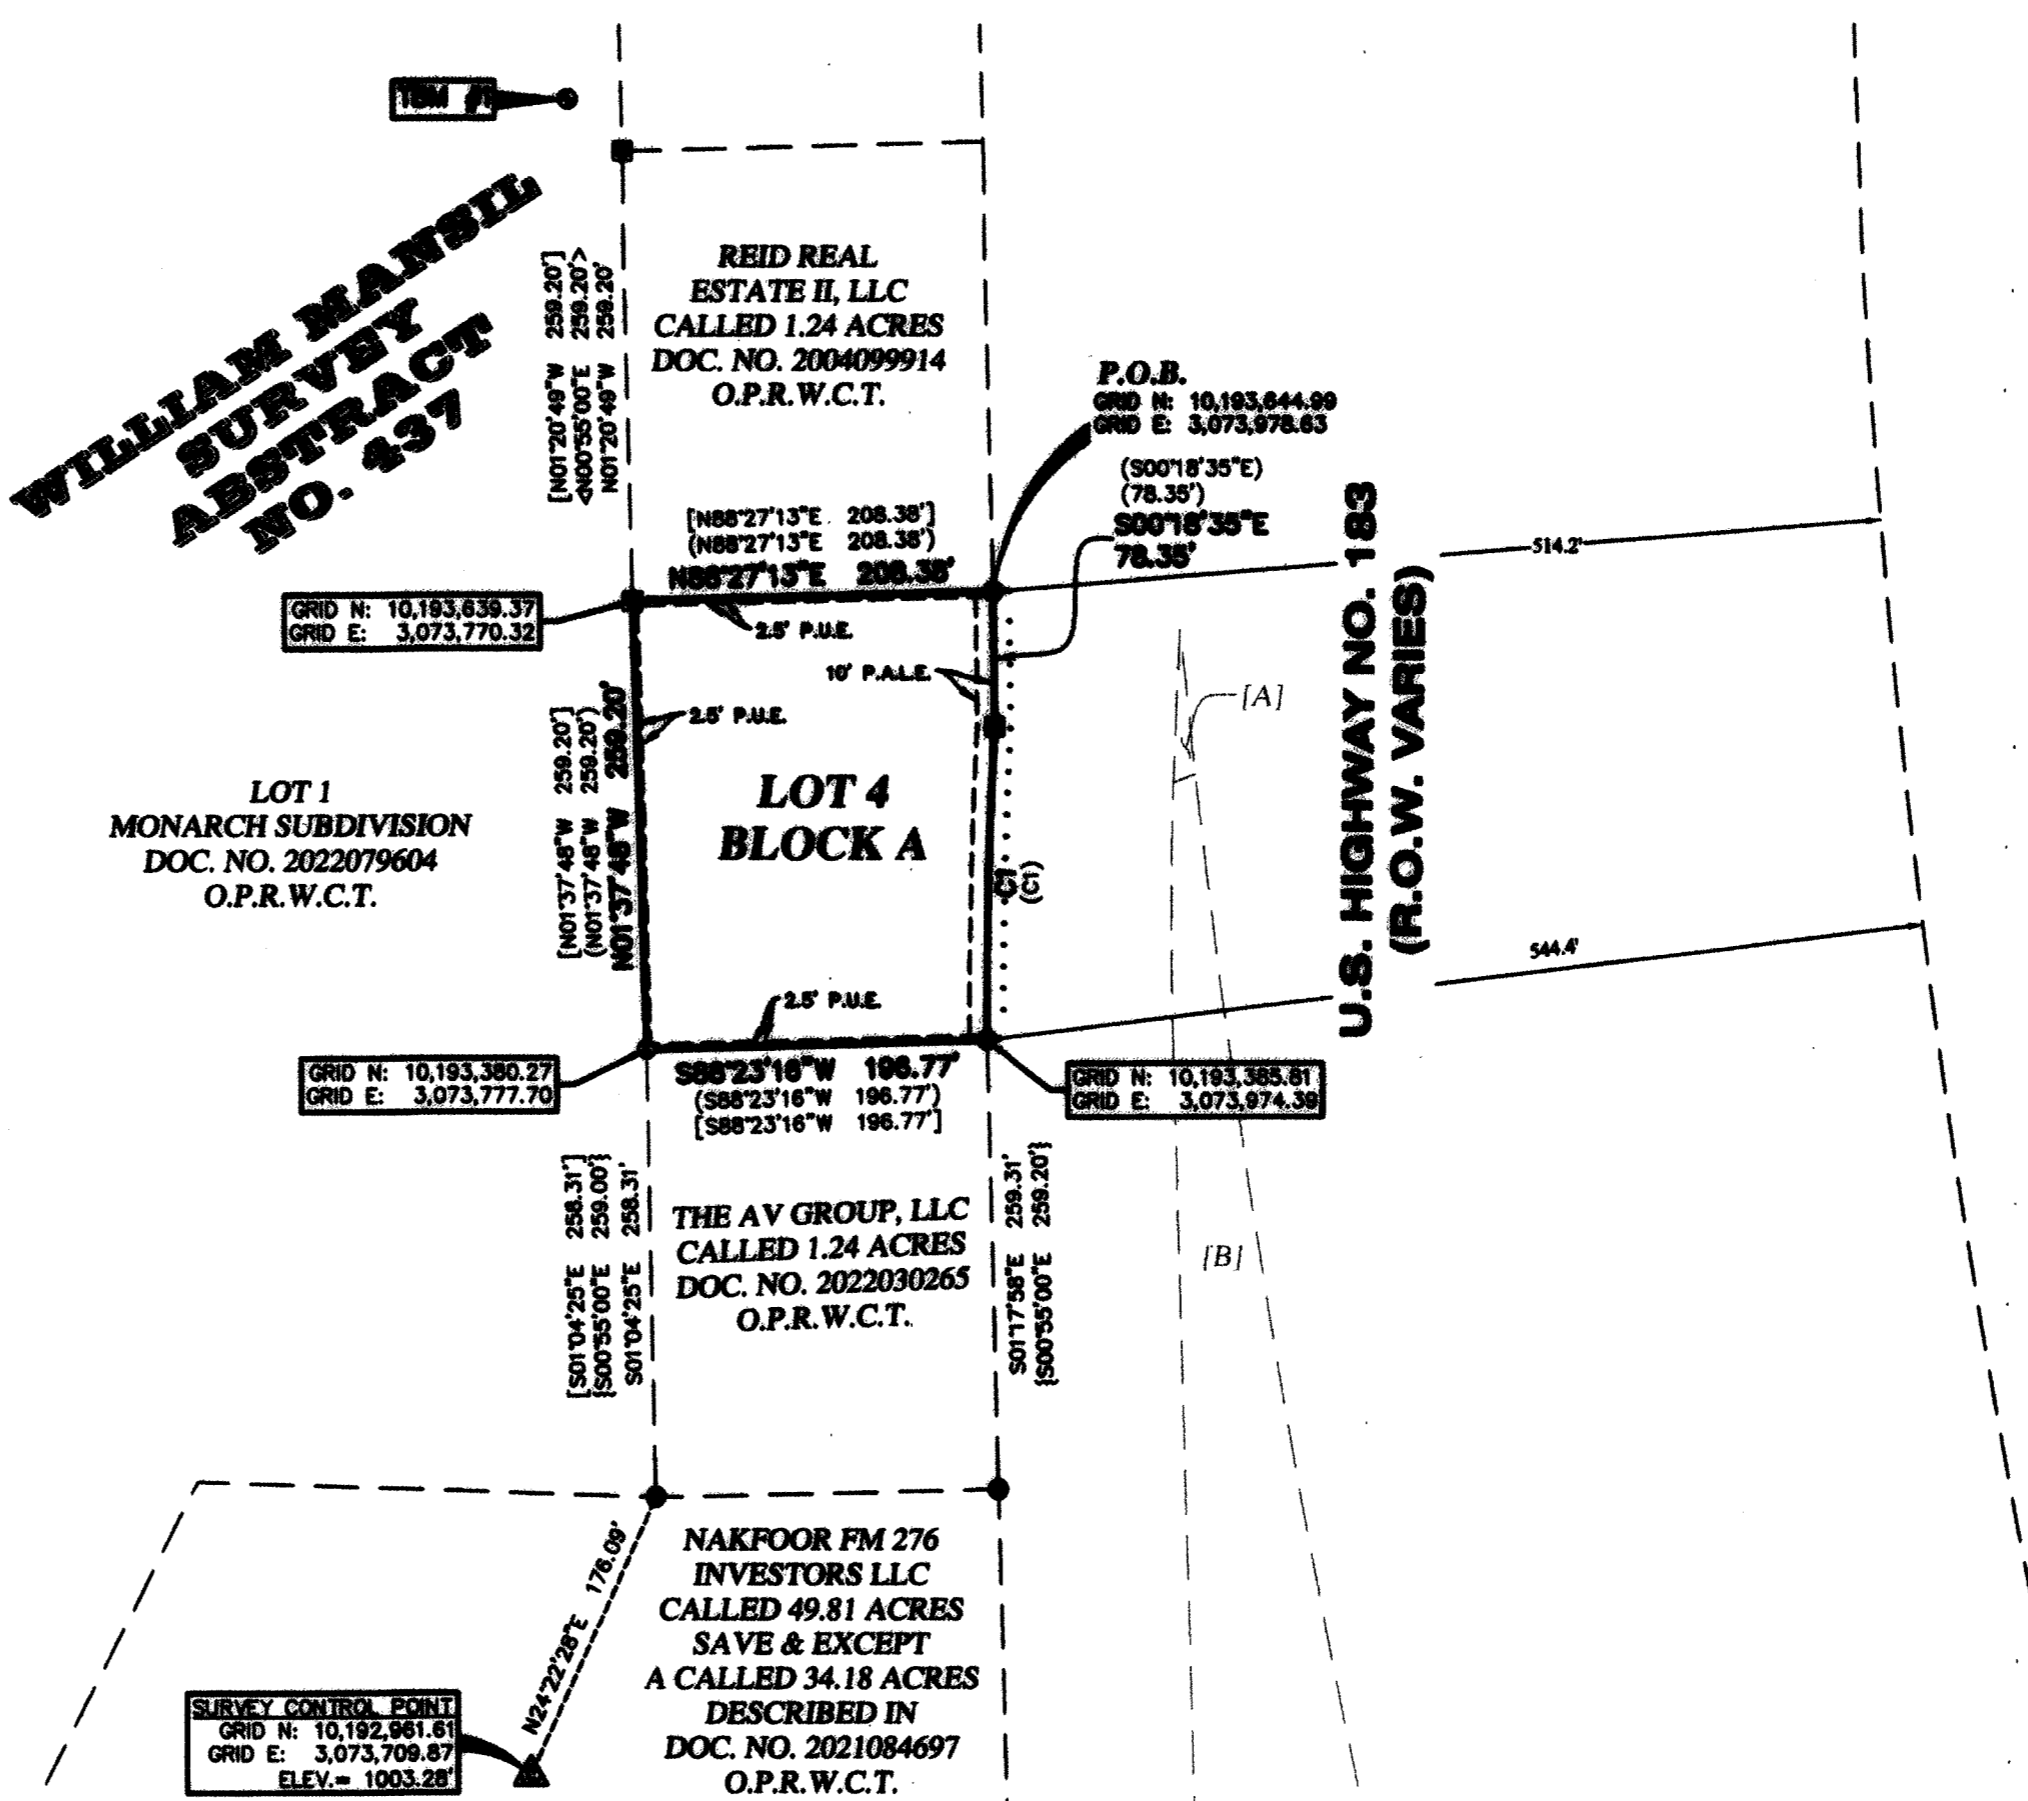 TBM #1
WILLIAM MANSIL
SURVEY
ABSTRACT
NO. 437
[N01°20'49"W 259.20']
<N00°55'00"E 259.20'>
N01°20'49"W 259.20'
REID REAL
ESTATE II, LLC
CALLED 1.24 ACRES
DOC. NO. 2004099914
O.P.R.W.C.T.
P.O.B.
GRID N: 10,193,644.99
GRID E: 3,073,978.63
(S00°18'35"E)
(78.35')
S00°18'35"E
78.35'
[N88°27'13"E 208.38']
(N88°27'13"E 208.38')
N88°27'13"E 208.38'
514.2'
U.S. HIGHWAY NO. 183
(R.O.W. VARIES)
GRID N: 10,193,639.37
GRID E: 3,073,770.32
2.5' P.U.E.
10' P.A.L.E.
2.5' P.U.E.
[A]
[N01°37'48"W 259.20']
(N01°37'48"W 259.20')
N01°37'48"W 259.20'
LOT 1
MONARCH SUBDIVISION
DOC. NO. 2022079604
O.P.R.W.C.T.
LOT 4
BLOCK A
C1
(C1)
544.4'
2.5' P.U.E.
GRID N: 10,193,380.27
GRID E: 3,073,777.70
S88°23'16"W 196.77'
(S88°23'16"W 196.77')
[S88°23'16"W 196.77']
GRID N: 10,193,385.81
GRID E: 3,073,974.39
[S01°04'25"E 258.31']
{S00°55'00"E 259.00'}
S01°04'25"E 258.31'
THE AV GROUP, LLC
CALLED 1.24 ACRES
DOC. NO. 2022030265
O.P.R.W.C.T.
S01°17'58"E 259.31'
{S00°55'00"E 259.20'}
[B]
N24°22'28"E 176.09'
NAKFOOR FM 276
INVESTORS LLC
CALLED 49.81 ACRES
SAVE & EXCEPT
A CALLED 34.18 ACRES
DESCRIBED IN
DOC. NO. 2021084697
O.P.R.W.C.T.
SURVEY CONTROL POINT
GRID N: 10,192,961.61
GRID E: 3,073,709.87
ELEV.= 1003.28'